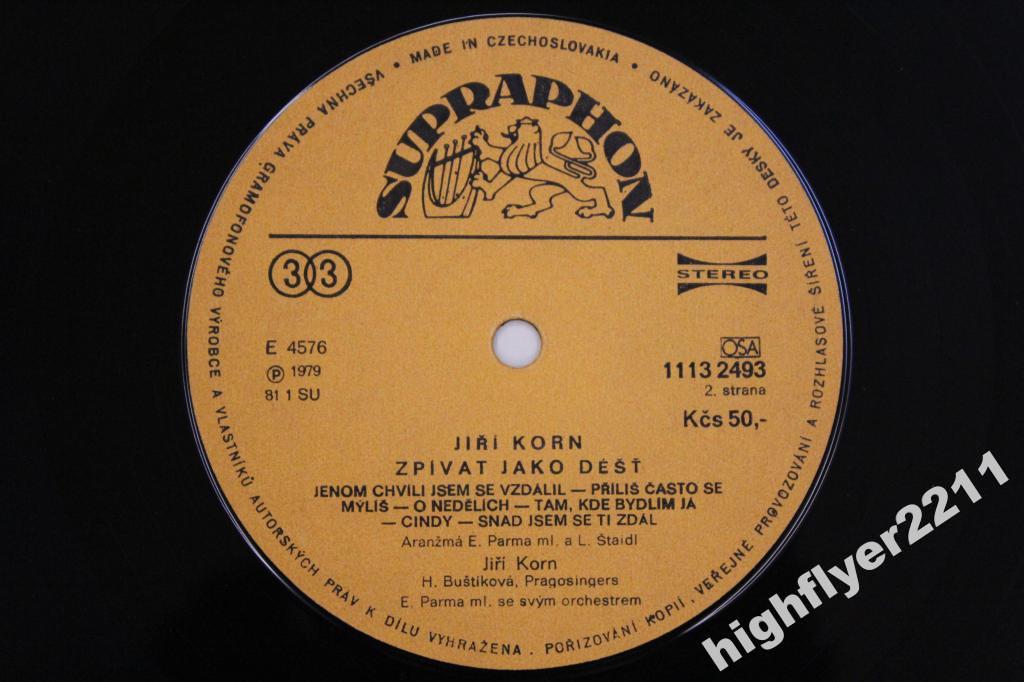 • MADE IN CZECHOSLOVAKIA •
VŠECHNA PRÁVA GRAMOFONOVÉHO VÝROBCE A VLASTNÍKŮ AUTORSKÝCH PRÁV K DÍLU VYHRAŽENA. POŘIZOVÁNÍ KOPIÍ, VEŘEJNÉ PROVOZOVÁNÍ A ROZHLASOVÉ ŠÍŘENÍ TÉTO DESKY JE ZAKÁZÁNO
SUPRAPHON
33
STEREO
E 4576
Ⓟ 1979
81 1 SU
OSA
1113 2493
2. strana
Kčs 50,-
JIŘÍ KORN
ZPÍVAT JAKO DÉŠŤ
JENOM CHVÍLI JSEM SE VZDÁLIL — PŘÍLIŠ ČASTO SE
MÝLÍŠ — O NEDĚLÍCH — TAM, KDE BYDLÍM JÁ
— CINDY — SNAD JSEM SE TI ZDÁL
Aranžmá E. Parma ml. a L. Štaidl
Jiří Korn
H. Buštíková, Pragosingers
E. Parma ml. se svým orchestrem
highflyer2211